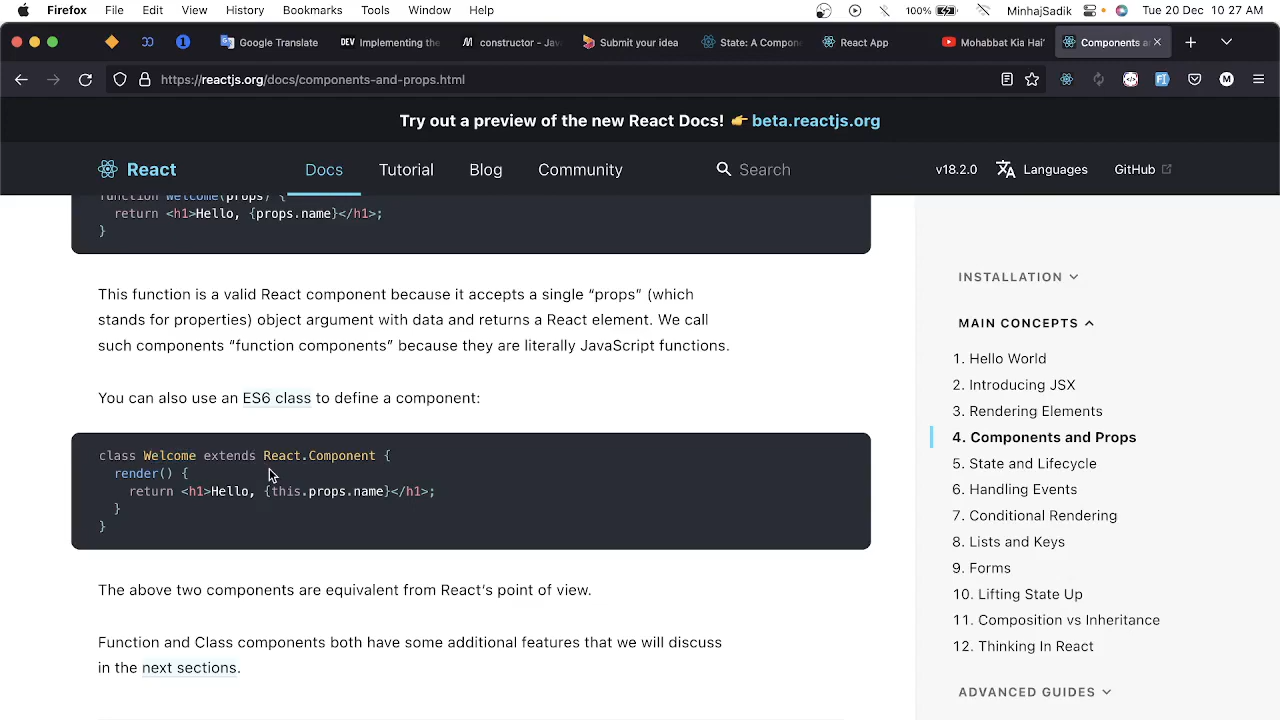 Firefox File Edit View History Bookmarks Tools Window Help 100% MinhajSadik Tue 20 Dec 10:27 AM
Google Translate DEV Implementing the constructor - Jav Submit your idea State: A Compon React App Mohabbat Kia Hai' Components a
https://reactjs.org/docs/components-and-props.html
Try out a preview of the new React Docs! 👉 beta.reactjs.org
React Docs Tutorial Blog Community Search v18.2.0 Languages GitHub
function Welcome(props) {
return <h1>Hello, {props.name}</h1>;
}
This function is a valid React component because it accepts a single “props” (which
stands for properties) object argument with data and returns a React element. We call
such components “function components” because they are literally JavaScript functions.
You can also use an ES6 class to define a component:
class Welcome extends React.Component {
render() {
return <h1>Hello, {this.props.name}</h1>;
}
}
The above two components are equivalent from React’s point of view.
Function and Class components both have some additional features that we will discuss
in the next sections.
INSTALLATION
MAIN CONCEPTS
1. Hello World
2. Introducing JSX
3. Rendering Elements
4. Components and Props
5. State and Lifecycle
6. Handling Events
7. Conditional Rendering
8. Lists and Keys
9. Forms
10. Lifting State Up
11. Composition vs Inheritance
12. Thinking In React
ADVANCED GUIDES